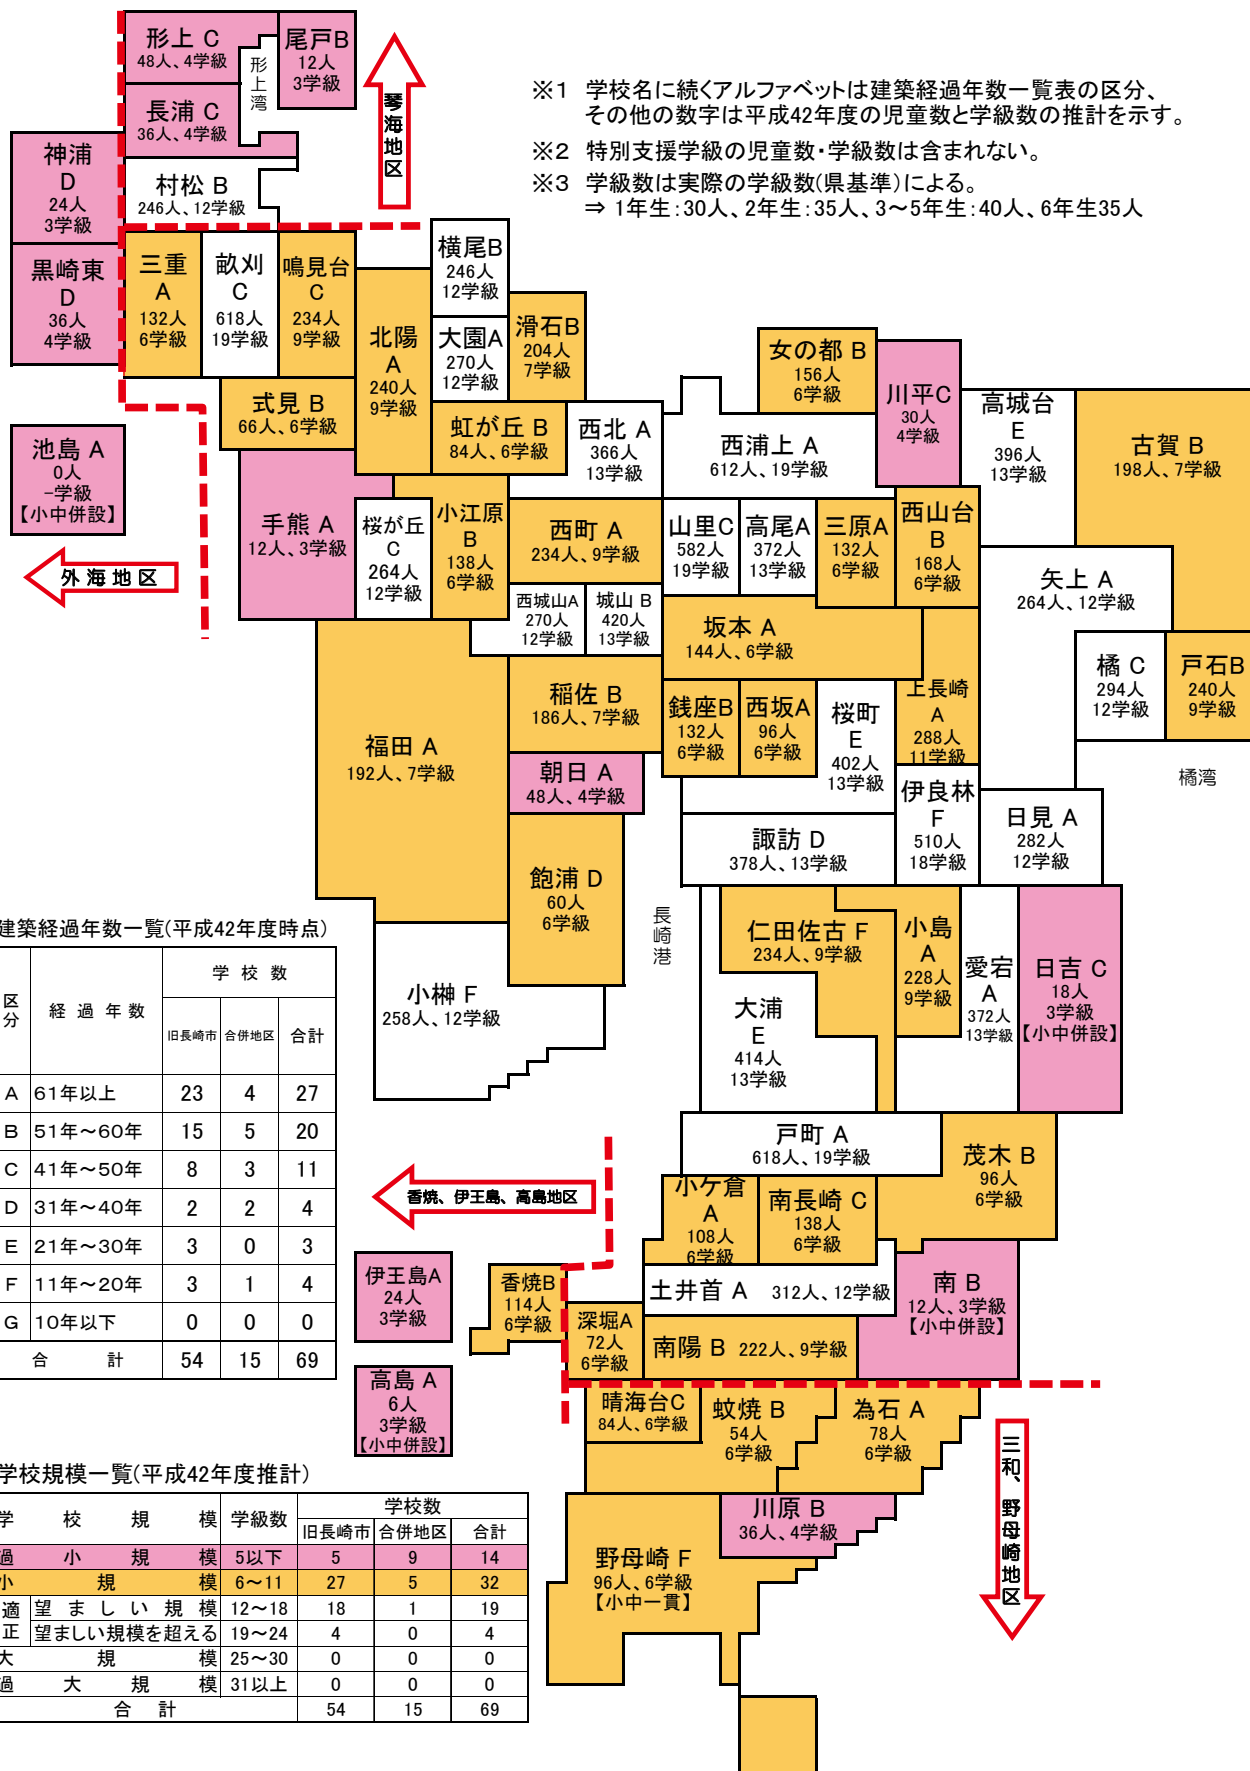 ※1 学校名に続くアルファベットは建築経過年数一覧表の区分、
その他の数字は平成42年度の児童数と学級数の推計を示す。
※2 特別支援学級の児童数・学級数は含まれない。
※3 学級数は実際の学級数(県基準)による。
⇒ 1年生:30人、2年生:35人、3～5年生:40人、6年生35人
形上 C
48人、4学級
形上湾
尾戸B
12人
3学級
琴海地区
長浦 C
36人、4学級
神浦
D
24人
3学級
村松 B
246人、12学級
黒崎東
D
36人
4学級
三重
A
132人
6学級
畝刈
C
618人
19学級
鳴見台
C
234人
9学級
北陽
A
240人
9学級
横尾B
246人
12学級
大園A
270人
12学級
滑石B
204人
7学級
女の都 B
156人
6学級
川平C
30人
4学級
高城台
E
396人
13学級
古賀 B
198人、7学級
式見 B
66人、6学級
虹が丘 B
84人、6学級
西北 A
366人
13学級
西浦上 A
612人、19学級
池島 A
0人
-学級
【小中併設】
外海地区
手熊 A
12人、3学級
桜が丘
C
264人
12学級
小江原
B
138人
6学級
西町 A
234人、9学級
山里C
582人
19学級
高尾A
372人
13学級
三原A
132人
6学級
西山台
B
168人
6学級
矢上 A
264人、12学級
西城山A
270人
12学級
城山 B
420人
13学級
坂本 A
144人、6学級
橘 C
294人
12学級
戸石B
240人
9学級
橘湾
福田 A
192人、7学級
稲佐 B
186人、7学級
銭座B
132人
6学級
西坂A
96人
6学級
桜町
E
402人
13学級
上長崎
A
288人
11学級
朝日 A
48人、4学級
伊良林
F
510人
18学級
日見 A
282人
12学級
諏訪 D
378人、13学級
飽浦 D
60人
6学級
長崎港
仁田佐古 F
234人、9学級
小島
A
228人
9学級
愛宕
A
372人
13学級
日吉 C
18人
3学級
【小中併設】
小榊 F
258人、12学級
大浦
E
414人
13学級
戸町 A
618人、19学級
茂木 B
96人
6学級
香焼、伊王島、高島地区
小ケ倉
A
108人
6学級
南長崎 C
138人
6学級
伊王島A
24人
3学級
香焼B
114人
6学級
土井首 A 312人、12学級
南 B
12人、3学級
【小中併設】
深堀A
72人
6学級
南陽 B 222人、9学級
高島 A
6人
3学級
【小中併設】
晴海台C
84人、6学級
蚊焼 B
54人
6学級
為石 A
78人
6学級
三和、野母崎地区
川原 B
36人、4学級
野母崎 F
96人、6学級
【小中一貫】
建築経過年数一覧(平成42年度時点)
区分 経過年数 学校数
旧長崎市 合併地区 合計
A 61年以上 23 4 27
B 51年～60年 15 5 20
C 41年～50年 8 3 11
D 31年～40年 2 2 4
E 21年～30年 3 0 3
F 11年～20年 3 1 4
G 10年以下 0 0 0
合計 54 15 69
学校規模一覧(平成42年度推計)
学校規模 学級数 学校数
旧長崎市 合併地区 合計
過小規模 5以下 5 9 14
小規模 6～11 27 5 32
適正 望ましい規模 12～18 18 1 19
望ましい規模を超える 19～24 4 0 4
大規模 25～30 0 0 0
過大規模 31以上 0 0 0
合計 54 15 69